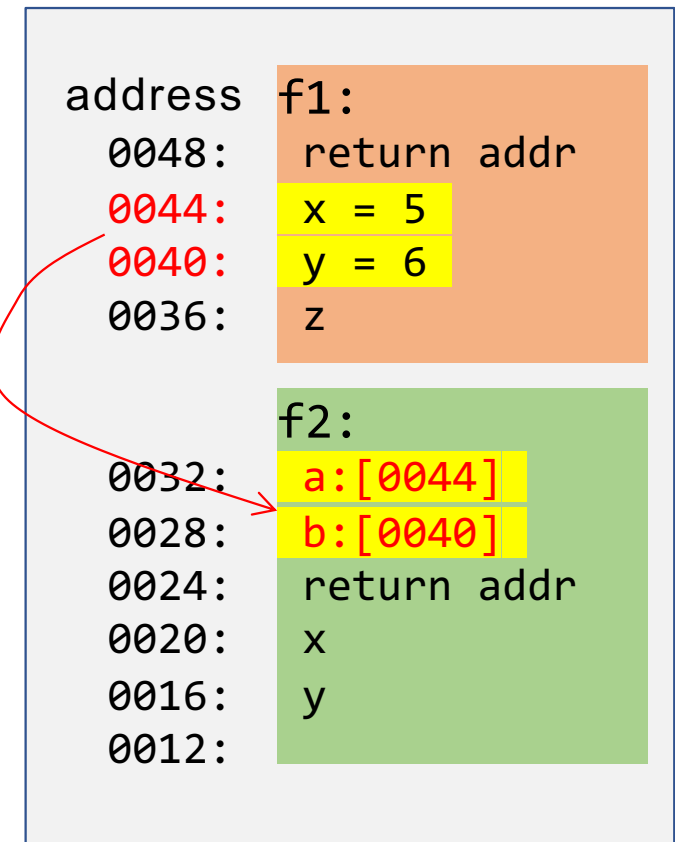 address f1:
0048: return addr
0044: x = 5
0040: y = 6
0036: z
f2:
0032: a:[0044]
0028: b:[0040]
0024: return addr
0020: x
0016: y
0012: